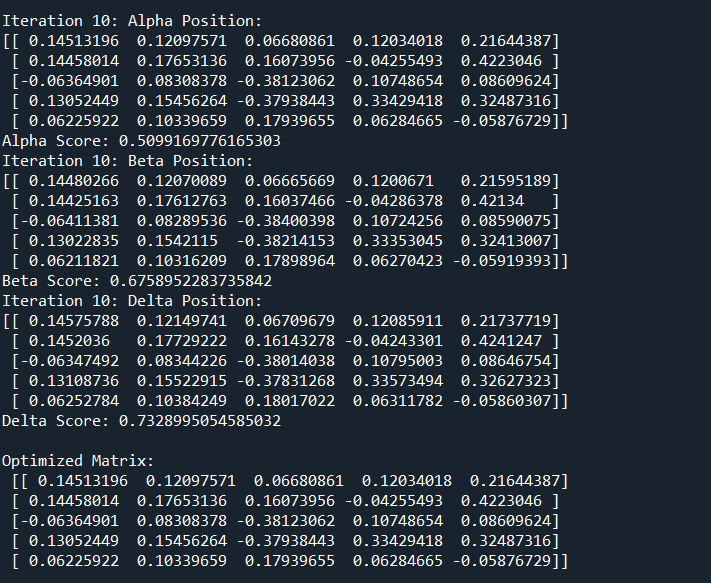 Iteration 10: Alpha Position:
[[ 0.14513196  0.12097571  0.06680861  0.12034018  0.21644387]
 [ 0.14458014  0.17653136  0.16073956 -0.04255493  0.4223046 ]
 [-0.06364901  0.08308378 -0.38123062  0.10748654  0.08609624]
 [ 0.13052449  0.15456264 -0.37938443  0.33429418  0.32487316]
 [ 0.06225922  0.10339659  0.17939655  0.06284665 -0.05876729]]
Alpha Score: 0.5099169776165303
Iteration 10: Beta Position:
[[ 0.14480266  0.12070089  0.06665669  0.1200671   0.21595189]
 [ 0.14425163  0.17612763  0.16037466 -0.04286378  0.42134   ]
 [-0.06411381  0.08289536 -0.38400398  0.10724256  0.08590075]
 [ 0.13022835  0.1542115  -0.38214153  0.33353045  0.32413007]
 [ 0.06211821  0.10316209  0.17898964  0.06270423 -0.05919393]]
Beta Score: 0.6758952283735842
Iteration 10: Delta Position:
[[ 0.14575788  0.12149741  0.06709679  0.12085911  0.21737719]
 [ 0.1452036   0.17729222  0.16143278 -0.04243301  0.4241247 ]
 [-0.06347492  0.08344226 -0.38014038  0.10795003  0.08646754]
 [ 0.13108736  0.15522915 -0.37831268  0.33573494  0.32627323]
 [ 0.06252784  0.10384249  0.18017022  0.06311782 -0.05860307]]
Delta Score: 0.7328995054585032
Optimized Matrix:
 [[ 0.14513196  0.12097571  0.06680861  0.12034018  0.21644387]
 [ 0.14458014  0.17653136  0.16073956 -0.04255493  0.4223046 ]
 [-0.06364901  0.08308378 -0.38123062  0.10748654  0.08609624]
 [ 0.13052449  0.15456264 -0.37938443  0.33429418  0.32487316]
 [ 0.06225922  0.10339659  0.17939655  0.06284665 -0.05876729]]